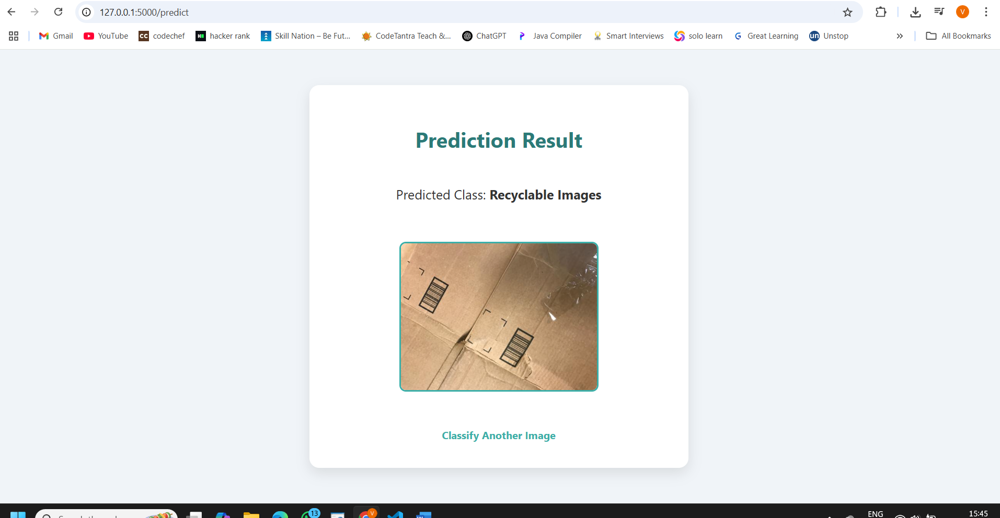 127.0.0.1:5000/predict
V
Gmail YouTube codechef hacker rank Skill Nation – Be Fut... CodeTantra Teach &... ChatGPT Java Compiler Smart Interviews solo learn Great Learning Unstop » All Bookmarks
Prediction Result
Predicted Class: Recyclable Images
Classify Another Image
13
V
ENG
15:45